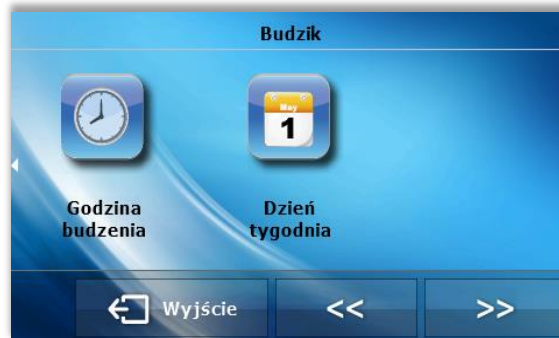 Budzik
May
1
Godzina
budzenia
Dzień
tygodnia
Wyjście
<<
>>